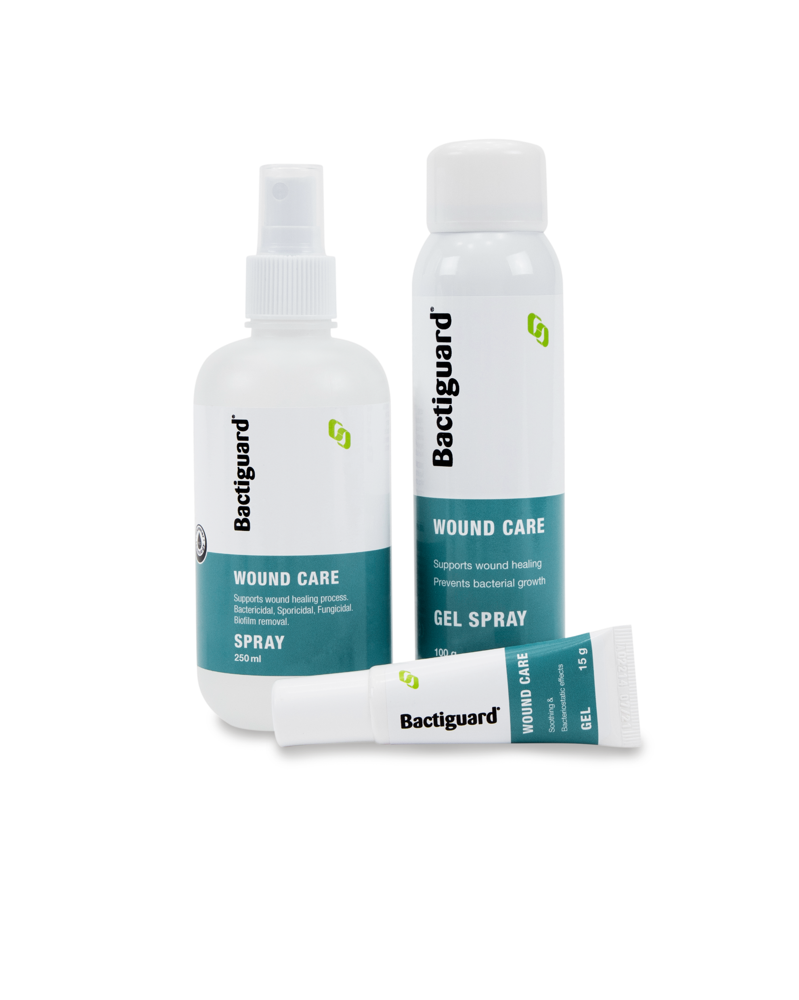 Bactiguard®
WOUND CARE
Supports wound healing process.
Bactericidal, Sporicidal, Fungicidal.
Biofilm removal.
SPRAY
250 ml
Bactiguard®
WOUND CARE
Supports wound healing
Prevents bacterial growth
GEL SPRAY
100 g
Bactiguard®
WOUND CARE
Soothing &
Bacteriostatic effects
GEL 15 g